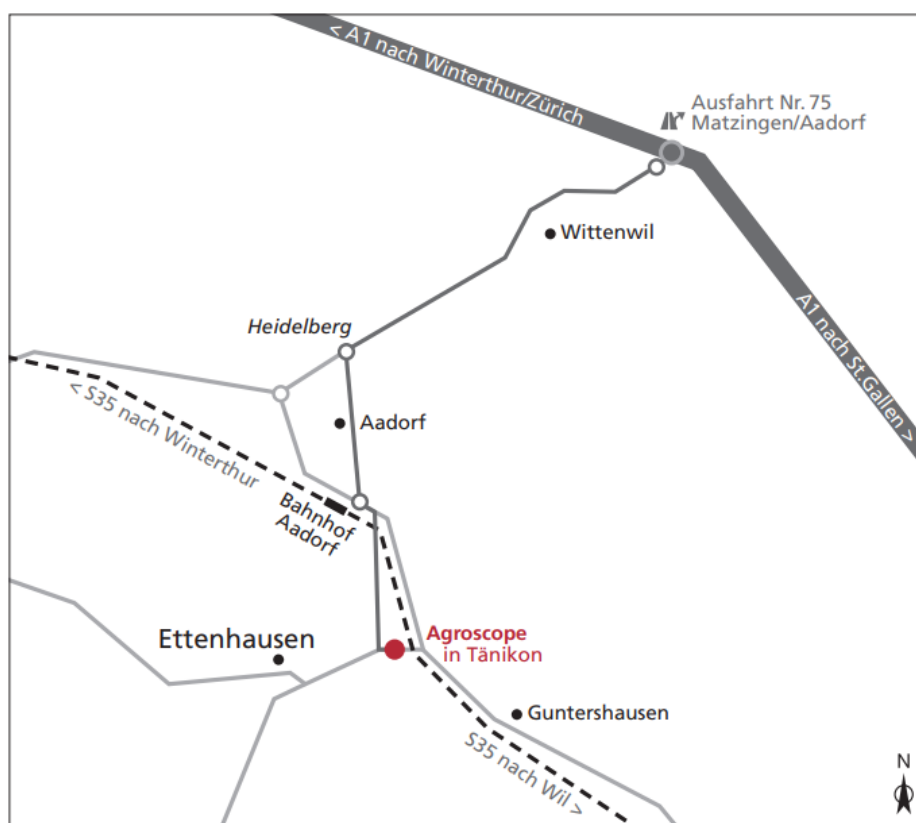 < A1 nach Winterthur/Zürich
Ausfahrt Nr. 75
Matzingen/Aadorf
Wittenwil
A1 nach St.Gallen >
Heidelberg
< S35 nach Winterthur
Aadorf
Bahnhof
Aadorf
Ettenhausen
Agroscope
in Tänikon
Guntershausen
S35 nach Wil >
N